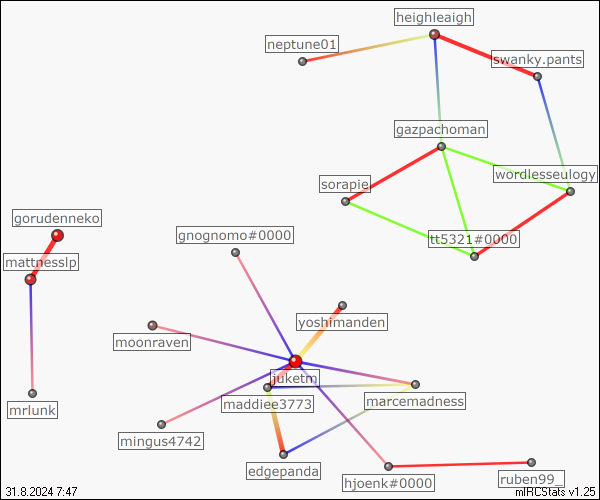 heighleaigh
neptune01
swanky.pants
gazpachoman
wordlesseulogy
sorapie
gorudenneko
gnognomo#0000
tt5321#0000
mattnesslp
yoshimanden
moonraven
juketm
maddiee3773
marcemadness
mrlunk
mingus4742
edgepanda
hjoenk#0000
ruben99_
31.8.2024 7:47
mIRCStats v1.25